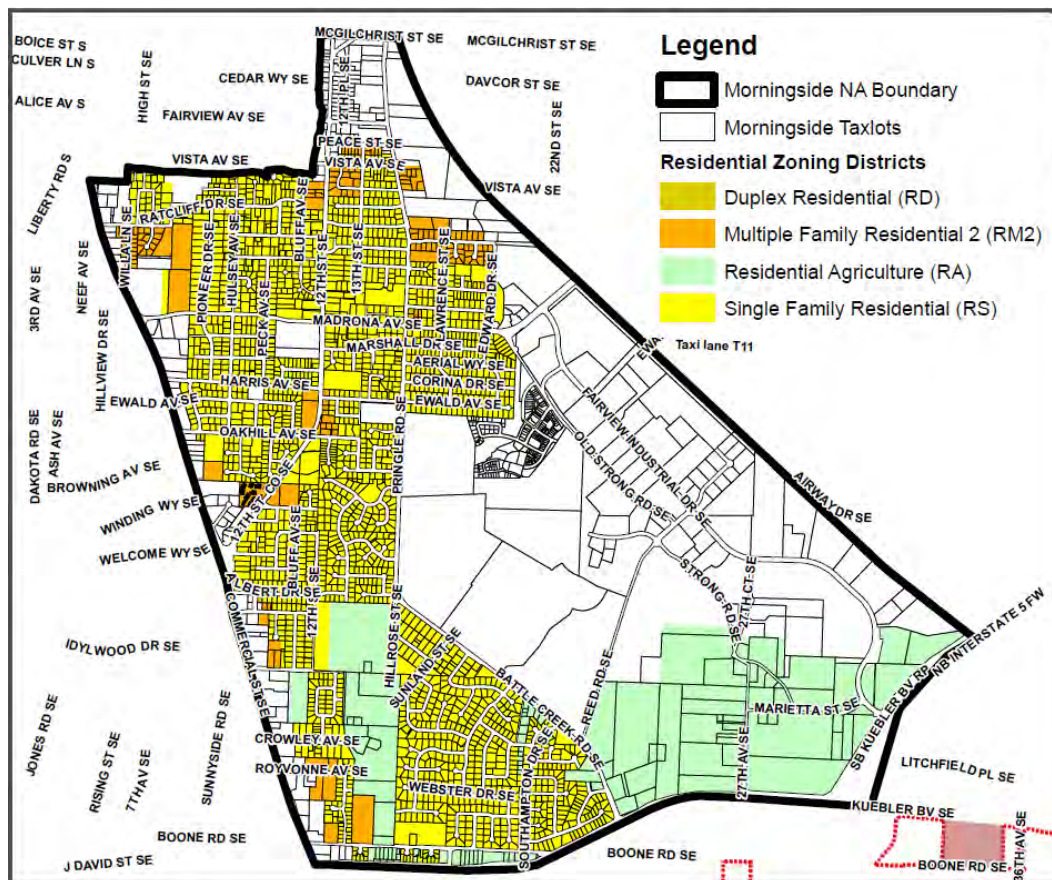 MCGILCHRIST ST SE
MCGILCHRIST ST SE
BOICE ST S
CULVER LN S
CEDAR WY SE
DAVCOR ST SE
ALICE AV S
HIGH ST SE
FAIRVIEW AV SE
12TH PL SE
22ND ST SE
PEACE ST SE
VISTA AV SE
VISTA AV SE
VISTA AV SE
LIBERTY RD S
Legend
Morningside NA Boundary
Morningside Taxlots
Residential Zoning Districts
Duplex Residential (RD)
Multiple Family Residential 2 (RM2)
Residential Agriculture (RA)
Single Family Residential (RS)
RATCLIFF DR SE
WILLA LN SE
PIONEER DR SE
HULSEY AV SE
PECK AV SE
BLUFF AV SE
12TH ST SE
13TH ST SE
LAWRENCE ST SE
EDWARD DR SE
3RD AV SE
NEEF AV SE
HILLVIEW DR SE
MADRONA AV SE
MARSHALL DR SE
AERIAL WY SE
CORINA DR SE
HARRIS AV SE
EWALD AV SE
EWALD AV SE
EWA
Taxi lane T11
OAKHILL AV SE
PRINGLE RD SE
FAIRVIEW INDUSTRIAL DR SE
OLD STRONG RD SE
AIRWAY DR SE
DAKOTA RD SE
ASH AV SE
BROWNING AV SE
WINDING WY SE
12TH ST CO SE
WELCOME WY SE
BLUFF AV SE
ALBERT DR SE
12TH ST SE
STRONG RD SE
27TH CT SE
COMMERCIAL ST SE
HILLROSE ST SE
SUNLAND ST SE
BATTLE CREEK RD SE
REED RD SE
IDYLWOOD DR SE
NB INTERSTATE 5 FW
SB KUEBLER BV RP
MARIETTA ST SE
27TH AV SE
JONES RD SE
RISING ST SE
7TH AV SE
SUNNYSIDE RD SE
CROWLEY AV SE
ROYVONNE AV SE
WEBSTER DR SE
SOUTHAMPTON DR SE
LITCHFIELD PL SE
KUEBLER BV SE
BOONE RD SE
BOONE RD SE
BOONE RD SE
36TH AV SE
J DAVID ST SE